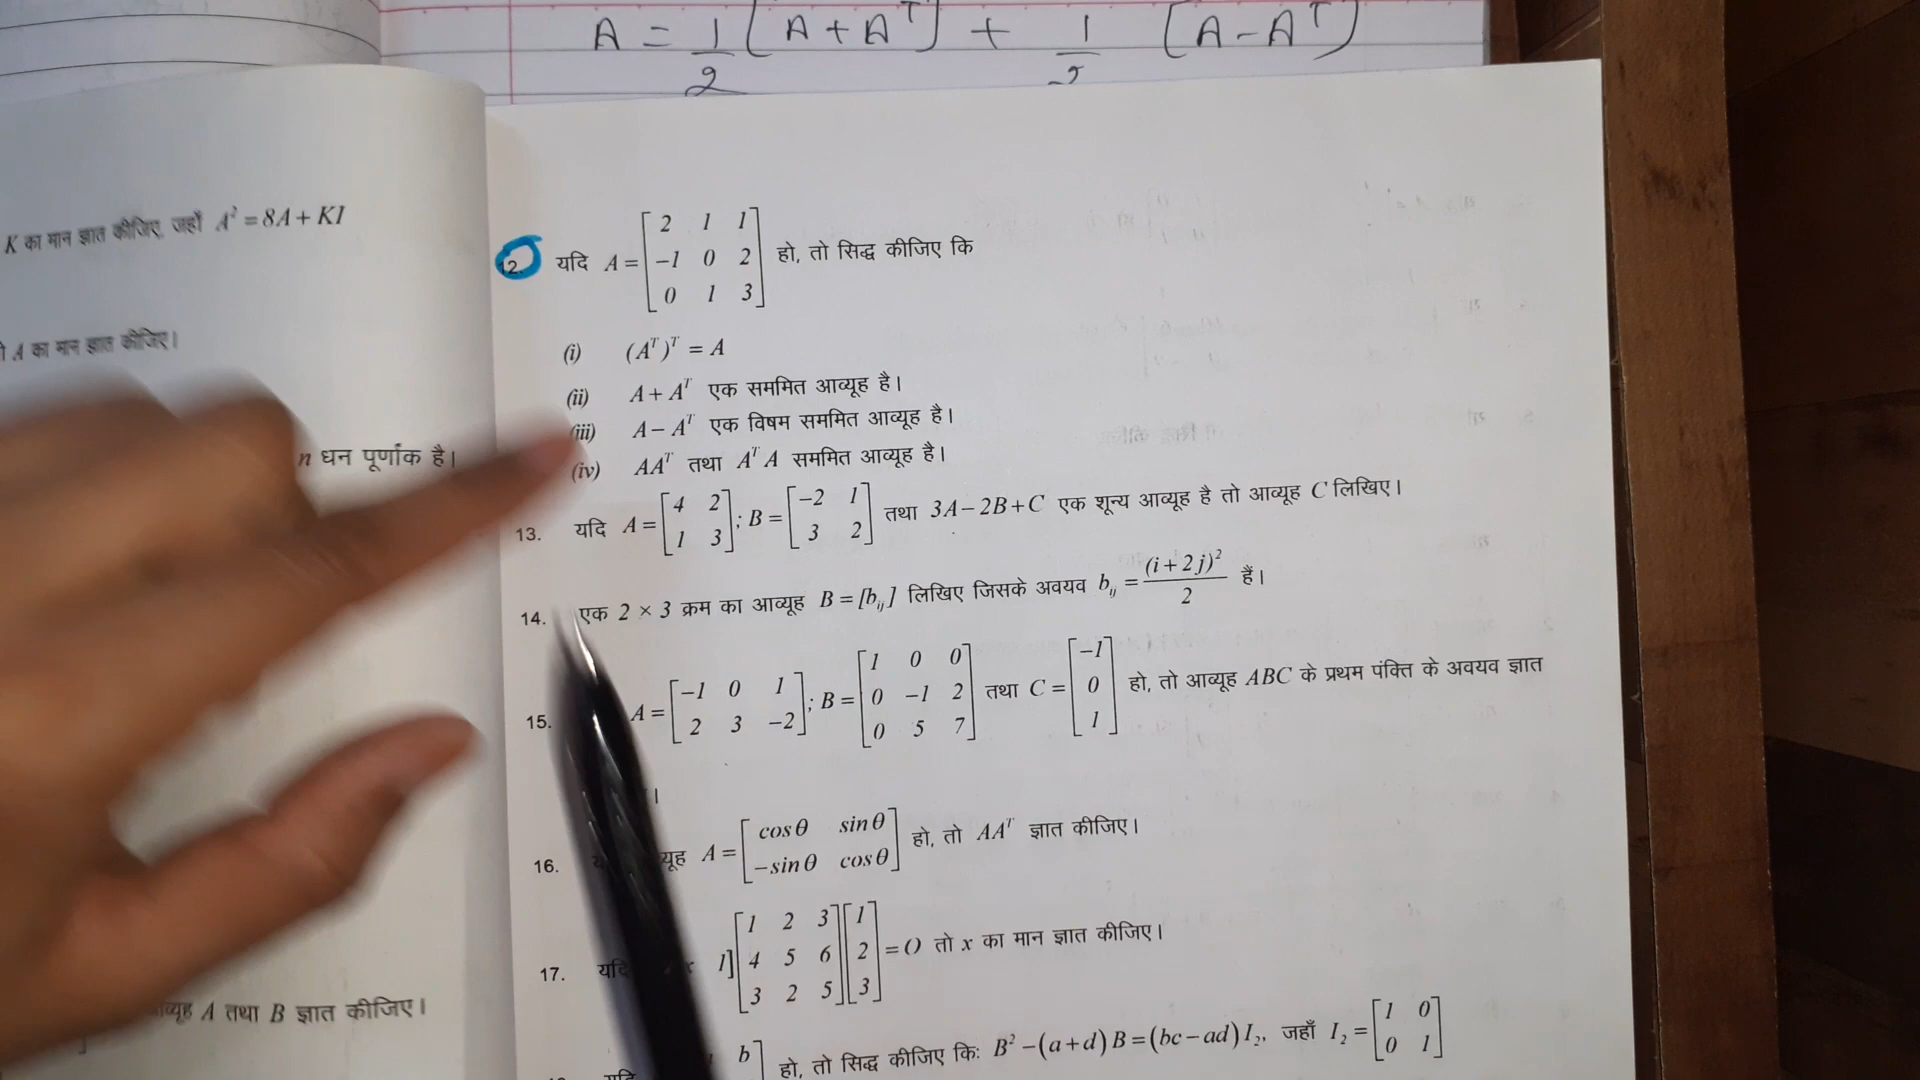 A = 1/2 [A + A^T] + 1/2 [A - A^T]
K का मान ज्ञात कीजिए, जहाँ A² = 8A + KI
A का मान ज्ञात कीजिए।
n धन पूर्णांक है।
A तथा B ज्ञात कीजिए।
12. यदि A = [2 1 1; -1 0 2; 0 1 3] हो, तो सिद्ध कीजिए कि
(i) (A^T)^T = A
(ii) A + A^T एक सममित आव्यूह है।
(iii) A - A^T एक विषम सममित आव्यूह है।
(iv) AA^T तथा A^T A सममित आव्यूह है।
13. यदि A = [4 2; 1 3]; B = [-2 1; 3 2] तथा 3A - 2B + C एक शून्य आव्यूह है तो आव्यूह C लिखिए।
14. एक 2 × 3 क्रम का आव्यूह B = [b_ij] लिखिए जिसके अवयव b_ij = (i + 2j)²/2 हैं।
15. A = [-1 0 1; 2 3 -2]; B = [1 0 0; 0 -1 2; 0 5 7] तथा C = [-1; 0; 1] हो, तो आव्यूह ABC के प्रथम पंक्ति के अवयव ज्ञात
16. A = [cosθ sinθ; -sinθ cosθ] हो, तो AA^T ज्ञात कीजिए।
17. यदि 1] [1 2 3; 4 5 6; 3 2 5] [1; 2; 3] = O तो x का मान ज्ञात कीजिए।
b] हो, तो सिद्ध कीजिए कि: B² - (a + d) B = (bc - ad) I₂, जहाँ I₂ = [1 0; 0 1]